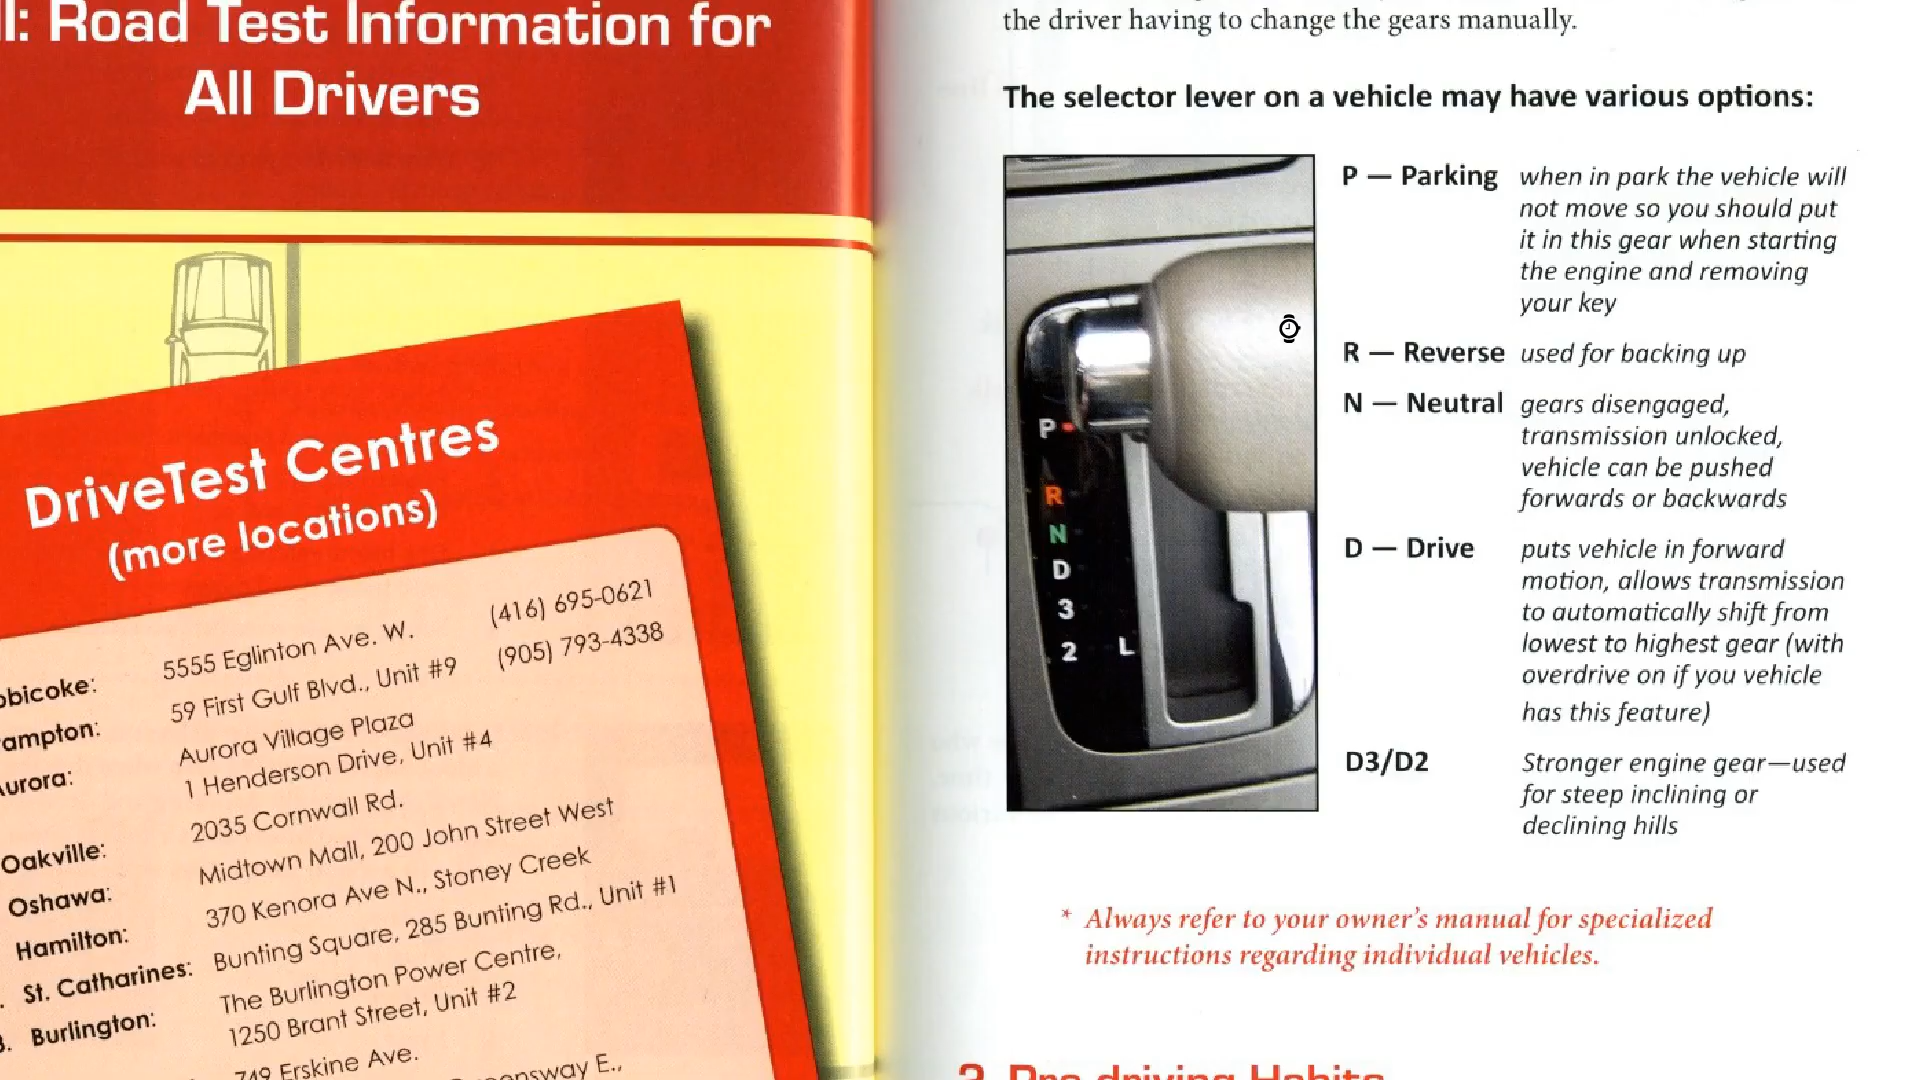 II: Road Test Information for
All Drivers
DriveTest Centres
(more locations)
5555 Eglinton Ave. W. (416) 695-0621
59 First Gulf Blvd., Unit #9 (905) 793-4338
Aurora Village Plaza
1 Henderson Drive, Unit #4
2035 Cornwall Rd.
Oakville:
Midtown Mall, 200 John Street West
Oshawa:
370 Kenora Ave N., Stoney Creek
Hamilton:
Bunting Square, 285 Bunting Rd., Unit #1
St. Catharines:
The Burlington Power Centre,
Burlington:
1250 Brant Street, Unit #2
749 Erskine Ave.
the driver having to change the gears manually.
The selector lever on a vehicle may have various options:
P
R
N
D
3
2 L
P — Parking when in park the vehicle will
not move so you should put
it in this gear when starting
the engine and removing
your key
R — Reverse used for backing up
N — Neutral gears disengaged,
transmission unlocked,
vehicle can be pushed
forwards or backwards
D — Drive puts vehicle in forward
motion, allows transmission
to automatically shift from
lowest to highest gear (with
overdrive on if you vehicle
has this feature)
D3/D2 Stronger engine gear—used
for steep inclining or
declining hills
* Always refer to your owner's manual for specialized
instructions regarding individual vehicles.